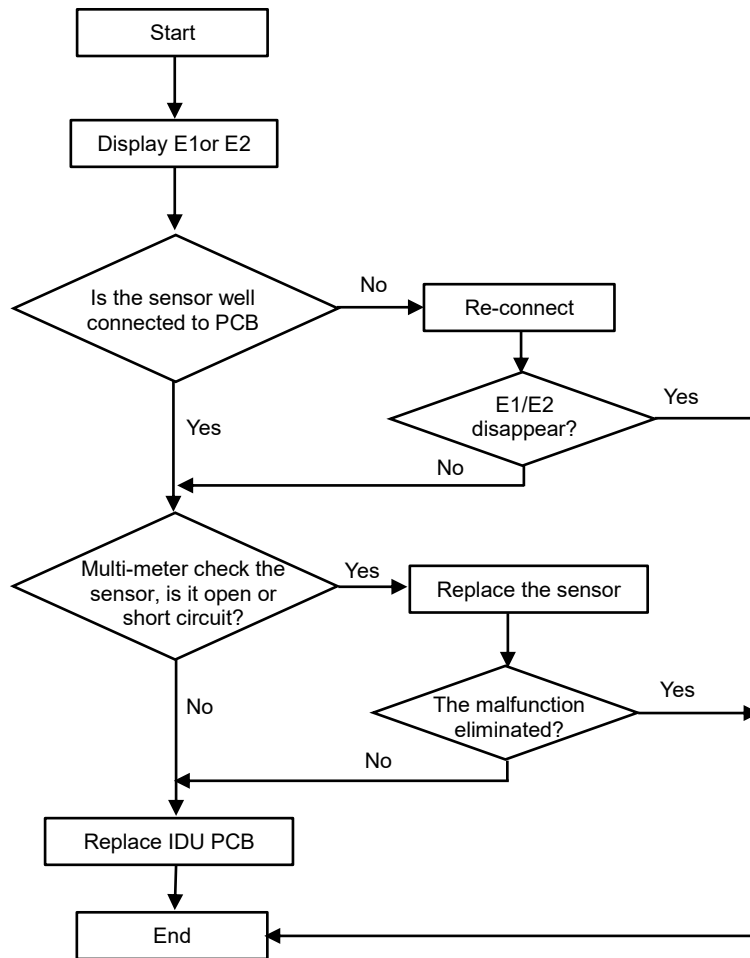 Start
Display E1or E2
Is the sensor well
connected to PCB
No
Re-connect
E1/E2
disappear?
Yes
Yes
No
Multi-meter check the
sensor, is it open or
short circuit?
Yes
Replace the sensor
The malfunction
eliminated?
Yes
No
No
Replace IDU PCB
End